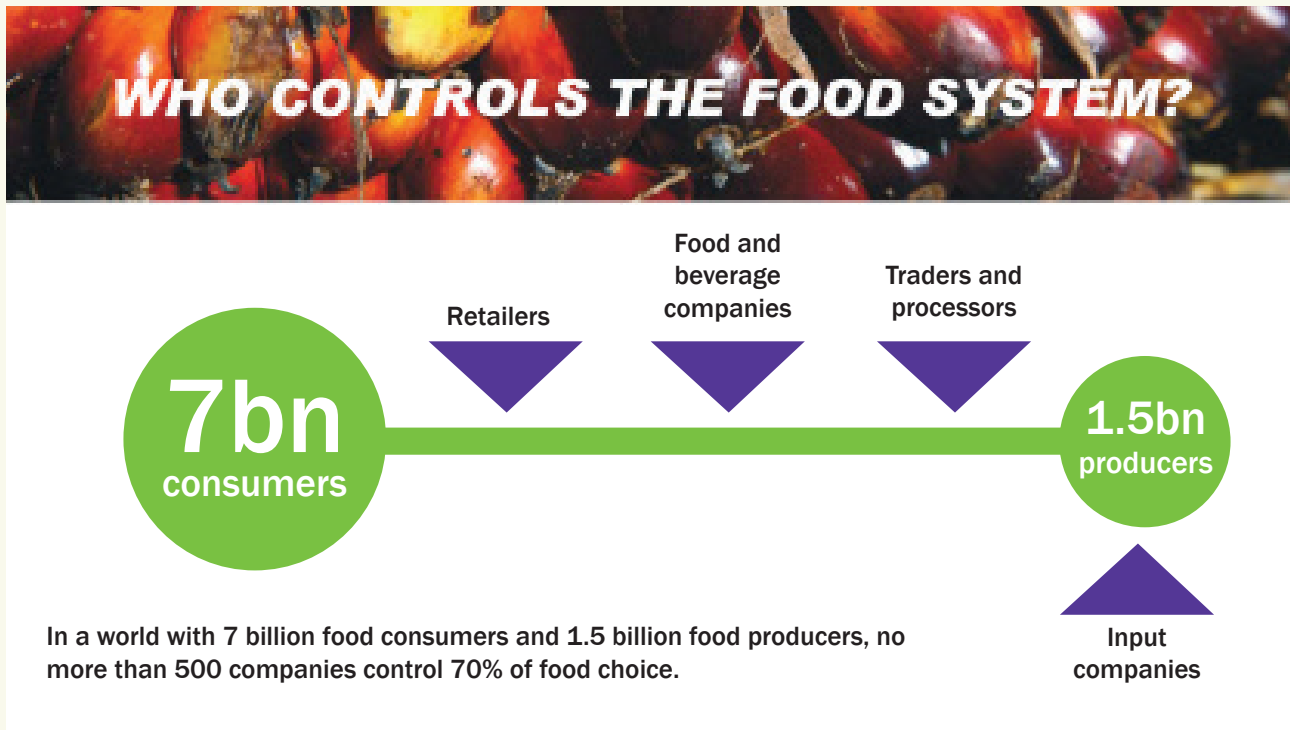 WHO CONTROLS THE FOOD SYSTEM?
Retailers
Food and
beverage
companies
Traders and
processors
7bn
consumers
1.5bn
producers
Input
companies
In a world with 7 billion food consumers and 1.5 billion food producers, no
more than 500 companies control 70% of food choice.